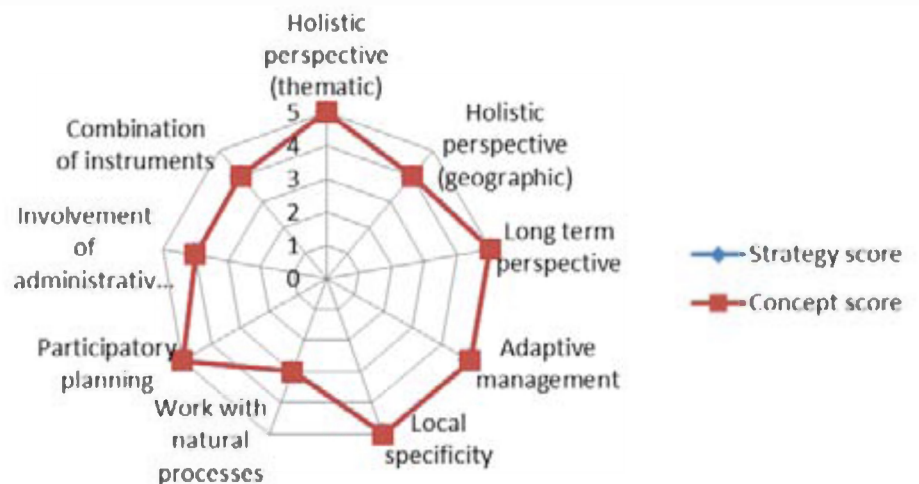 Holistic
perspective
(thematic)
Holistic
perspective
(geographic)
Long term
perspective
Adaptive
management
Local
specificity
Work with
natural
processes
Participatory
planning
Involvement
of
administrativ...
Combination
of instruments
5
4
3
2
1
0
Strategy score
Concept score